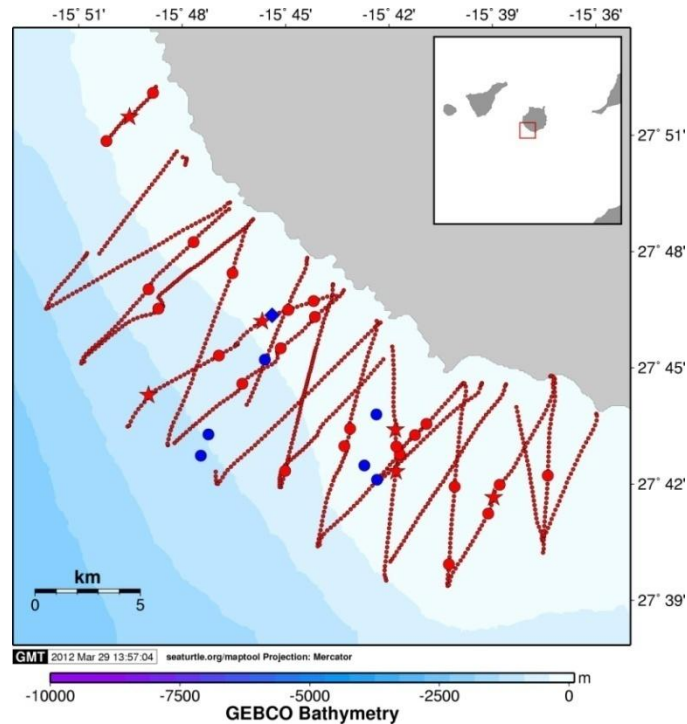 -15° 51' -15° 48' -15° 45' -15° 42' -15° 39' -15° 36'
27° 51'
27° 48'
27° 45'
27° 42'
27° 39'
km
0 5
GMT 2012 Mar 29 13:57:04 seaturtle.org/maptool Projection: Mercator
m
-10000 -7500 -5000 -2500 0
GEBCO Bathymetry